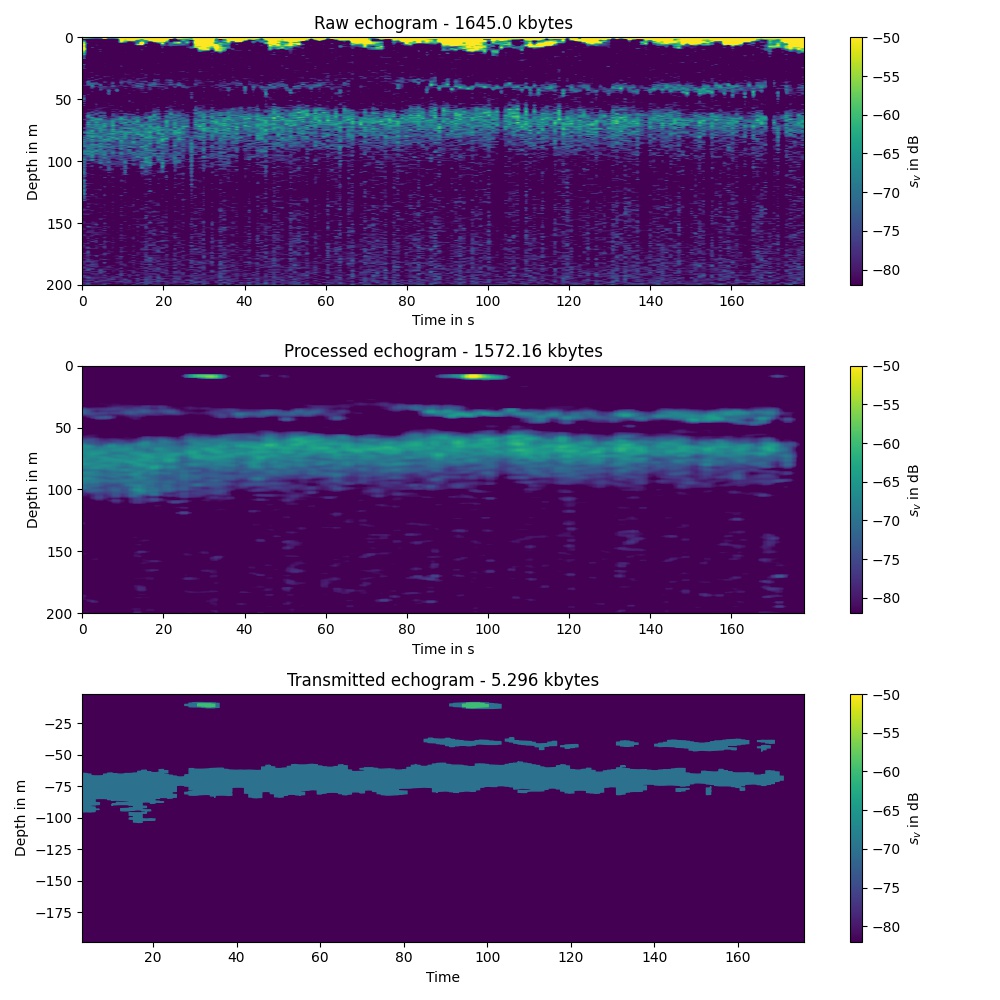 Raw echogram - 1645.0 kbytes
0
50
100
150
200
Depth in m
0 20 40 60 80 100 120 140 160
Time in s
−50
−55
−60
−65
−70
−75
−80
sv in dB
Processed echogram - 1572.16 kbytes
0
50
100
150
200
Depth in m
0 20 40 60 80 100 120 140 160
Time in s
−50
−55
−60
−65
−70
−75
−80
sv in dB
Transmitted echogram - 5.296 kbytes
−25
−50
−75
−100
−125
−150
−175
Depth in m
20 40 60 80 100 120 140 160
Time
−50
−55
−60
−65
−70
−75
−80
sv in dB